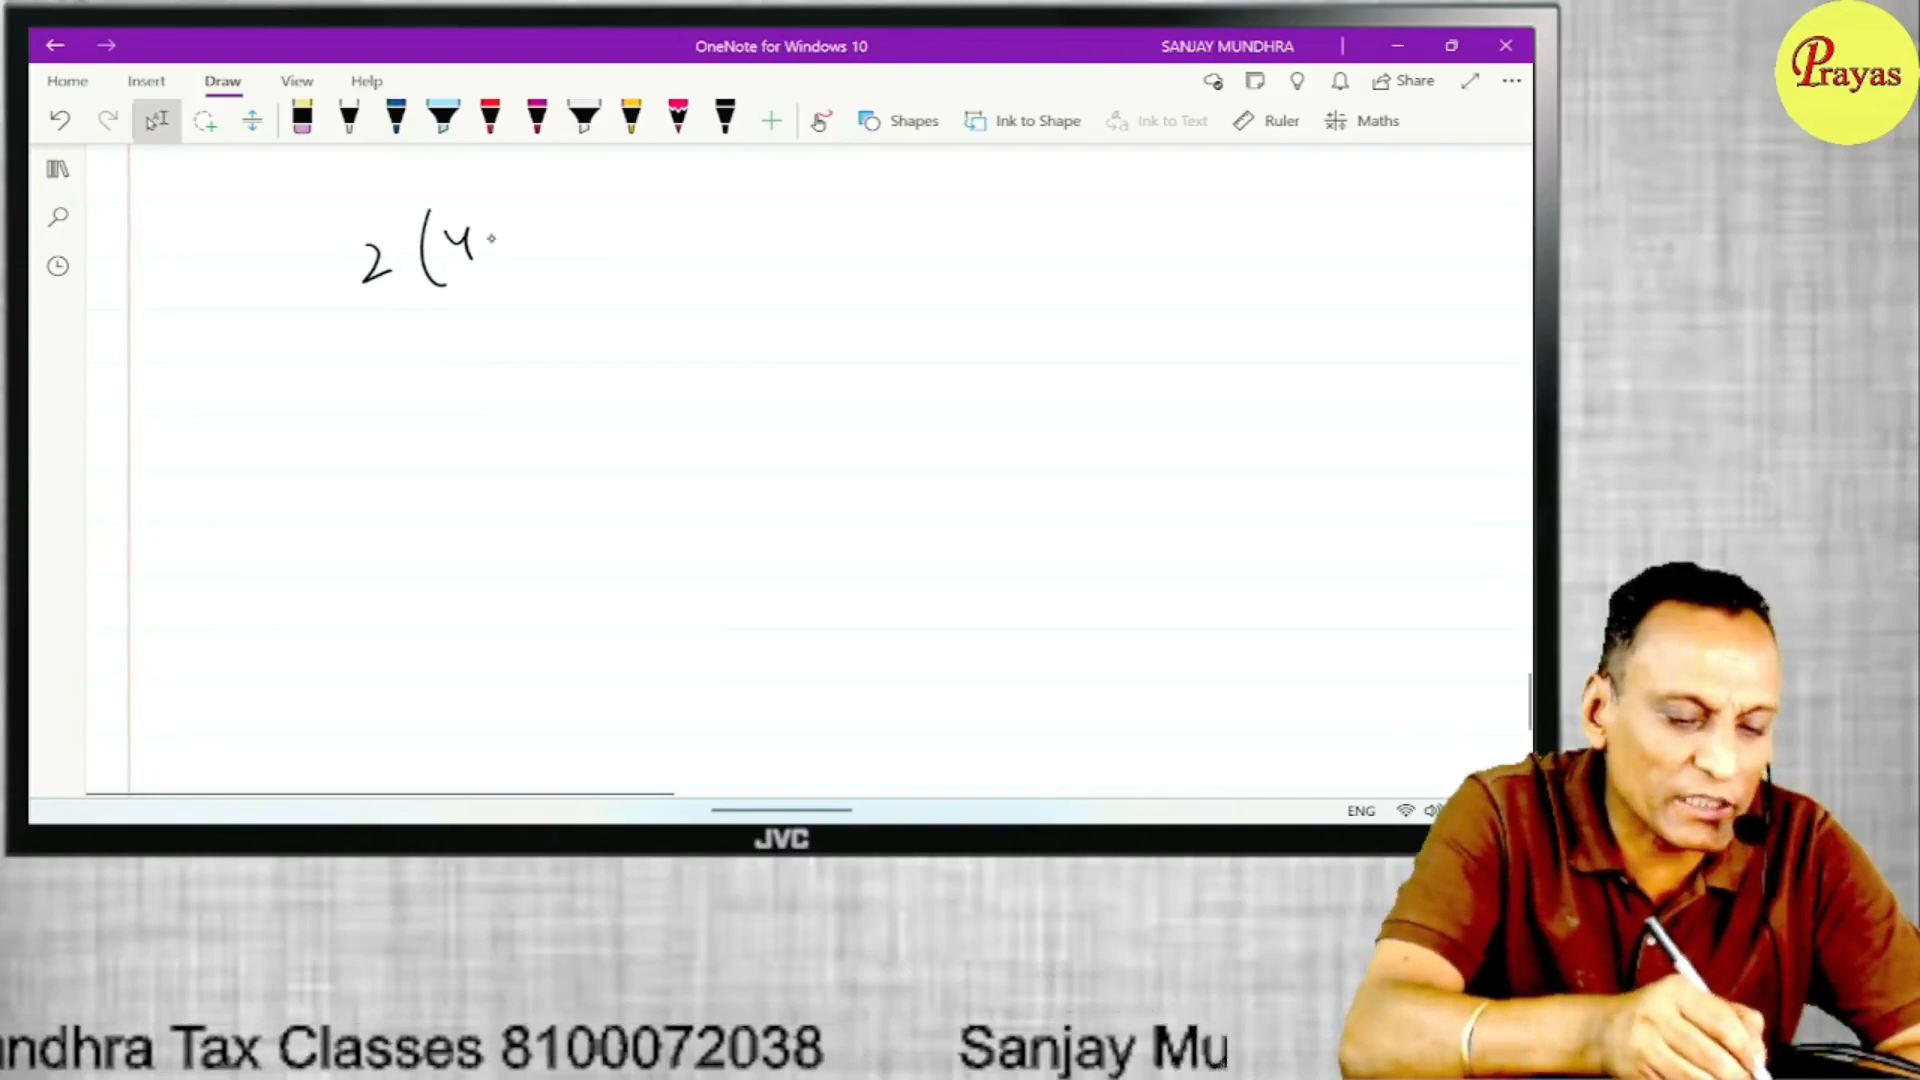 OneNote for Windows 10
SANJAY MUNDHRA
Prayas
Home Insert Draw View Help
Share
Shapes Ink to Shape Ink to Text Ruler Maths
2 (4
ENG
JVC
ndhra Tax Classes 8100072038 Sanjay Mu